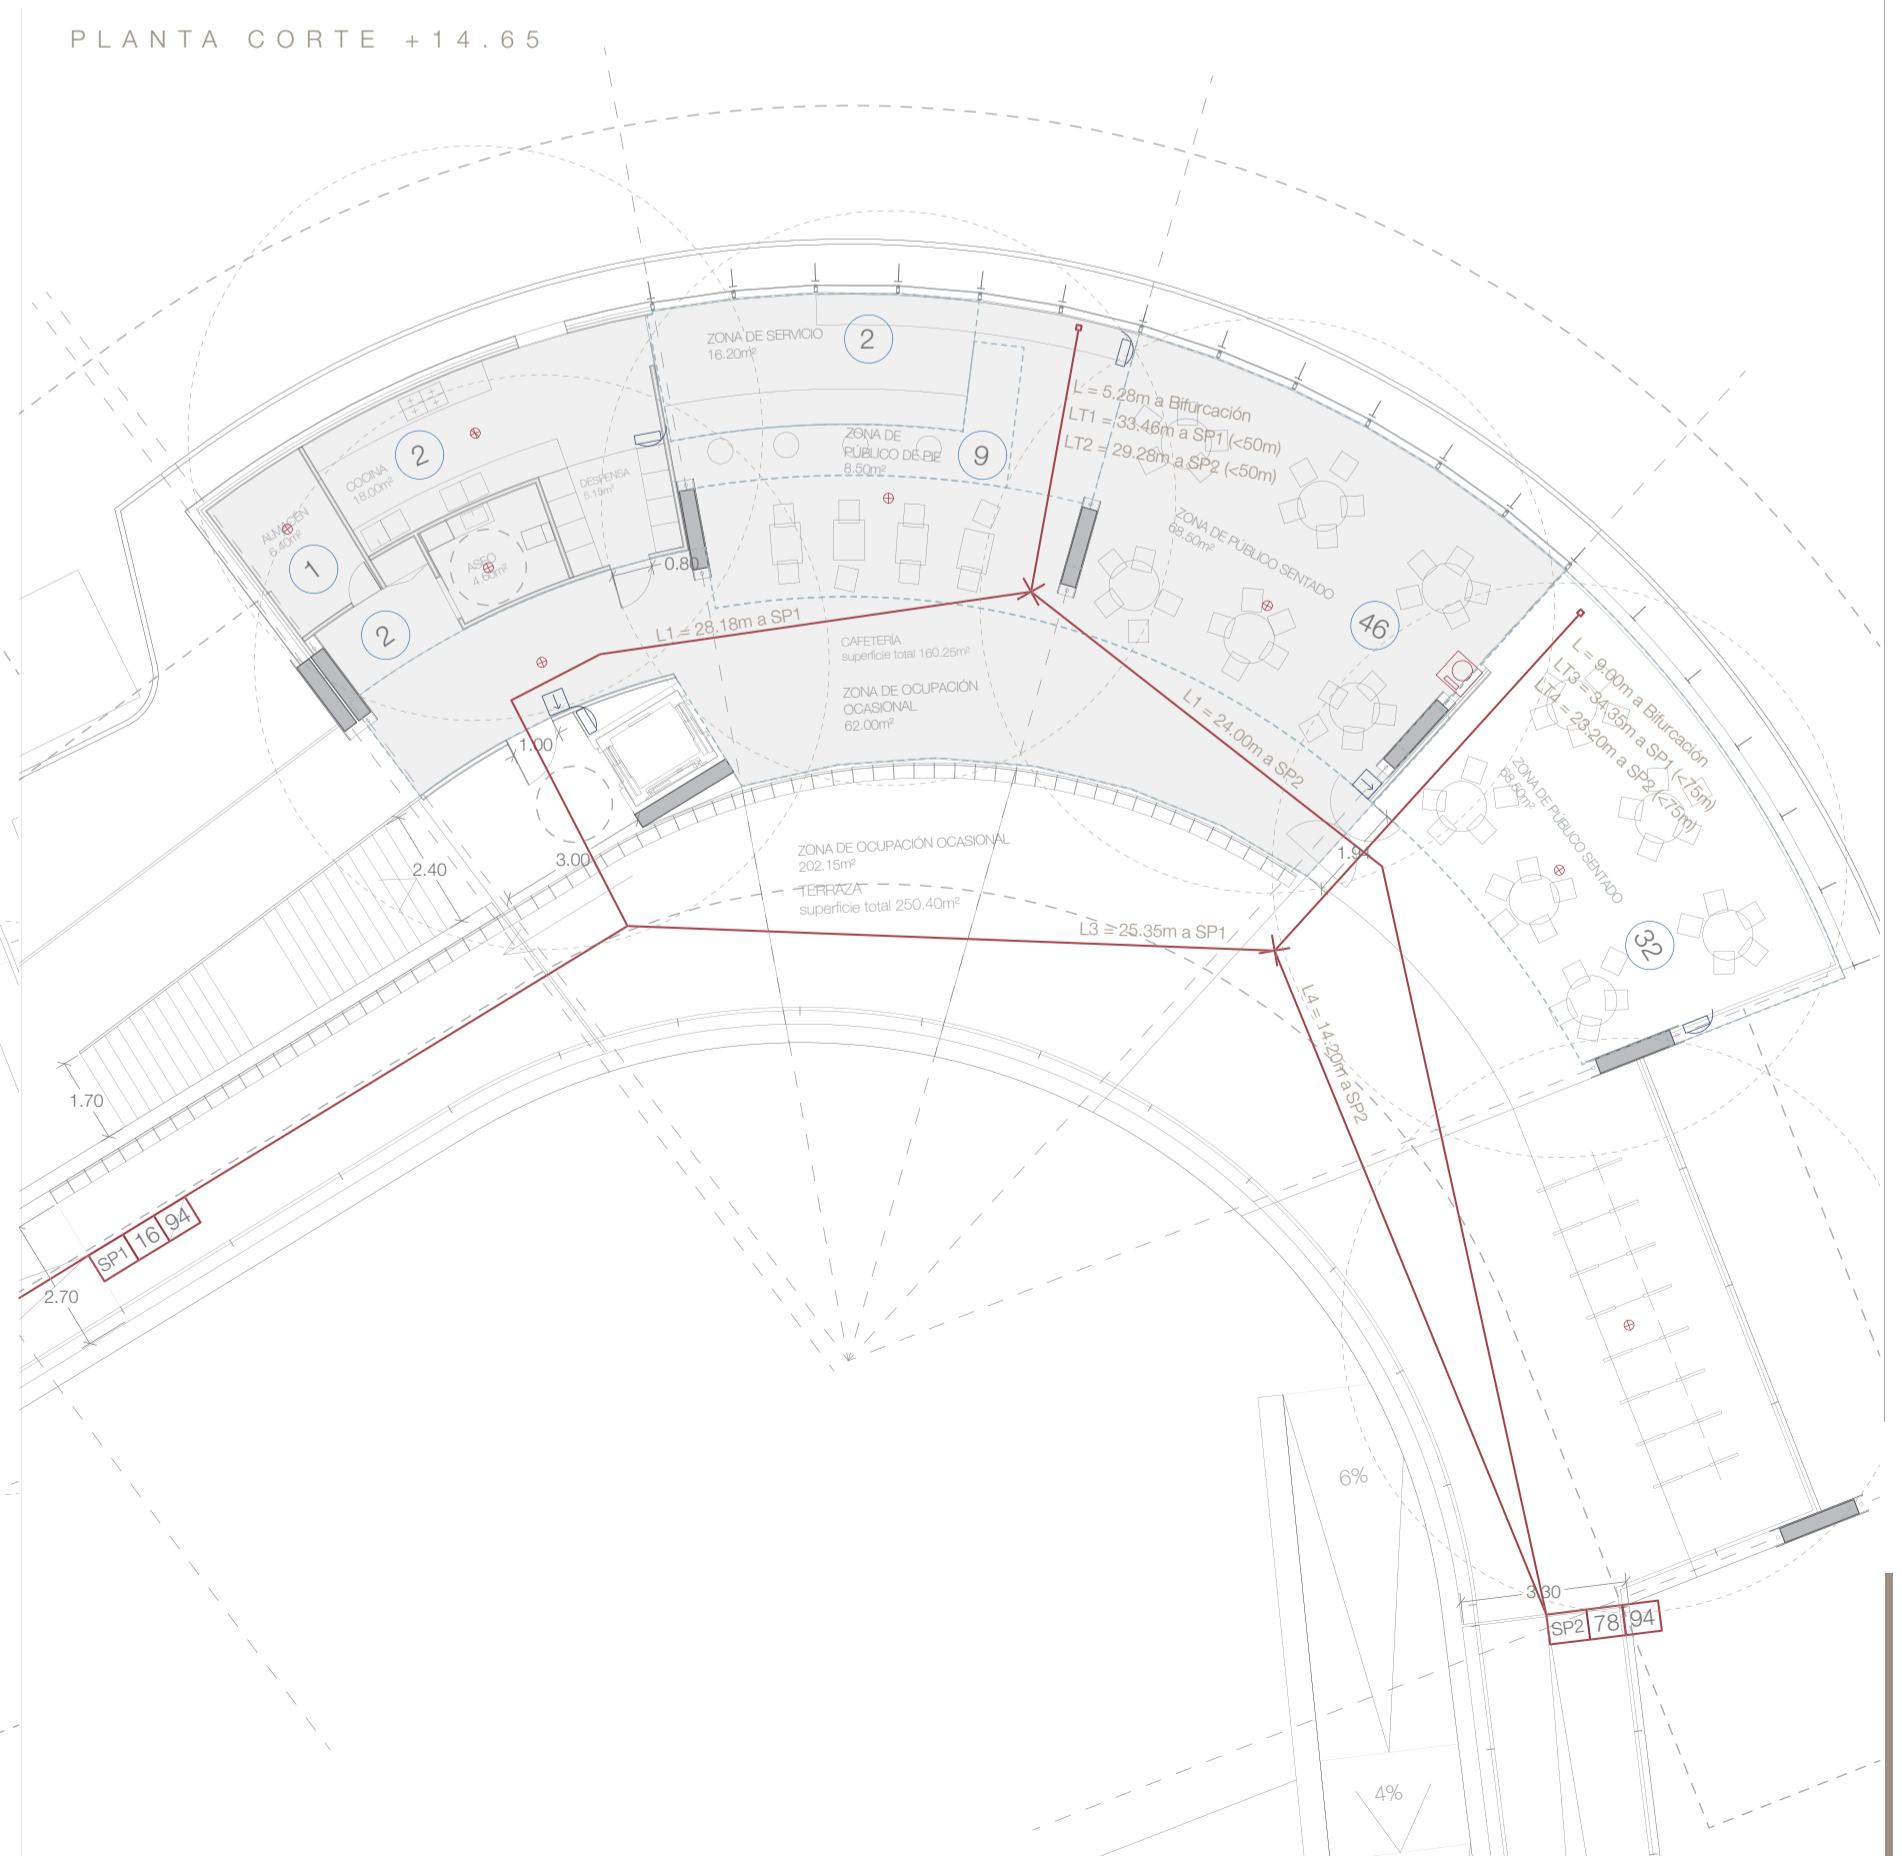 PLANTA CORTE +14.65
ZONA DE SERVICIO
16.20m²
2
L = 5.28m a Bifurcación
LT1 = 33.46m a SP1 (<50m)
LT2 = 29.28m a SP2 (<50m)
ZONA DE
PÚBLICO DE PIE
8.50m²
9
COCINA
18.00m²
2
DESPENSA
5.15m²
ALMACÉN
6.40m²
1
ASEO
4.60m²
2
0.80
ZONA DE PÚBLICO SENTADO
68.50m²
46
L1 = 28.18m a SP1
CAFETERÍA
superficie total 160.25m²
ZONA DE OCUPACIÓN
OCASIONAL
62.00m²
L1 = 24.00m a SP2
L = 9.00m a Bifurcación
LT3 = 34.35m a SP1 (<75m)
LT4 = 23.20m a SP2 (<75m)
ZONA DE PÚBLICO SENTADO
68.50m²
32
1.00
3.00
2.40
1.94
ZONA DE OCUPACIÓN OCASIONAL
202.15m²
TERRAZA
superficie total 250.40m²
L3 = 25.35m a SP1
L4 = 14.20m a SP2
1.70
SP1 16 94
2.70
6%
3.30
SP2 78 94
4%